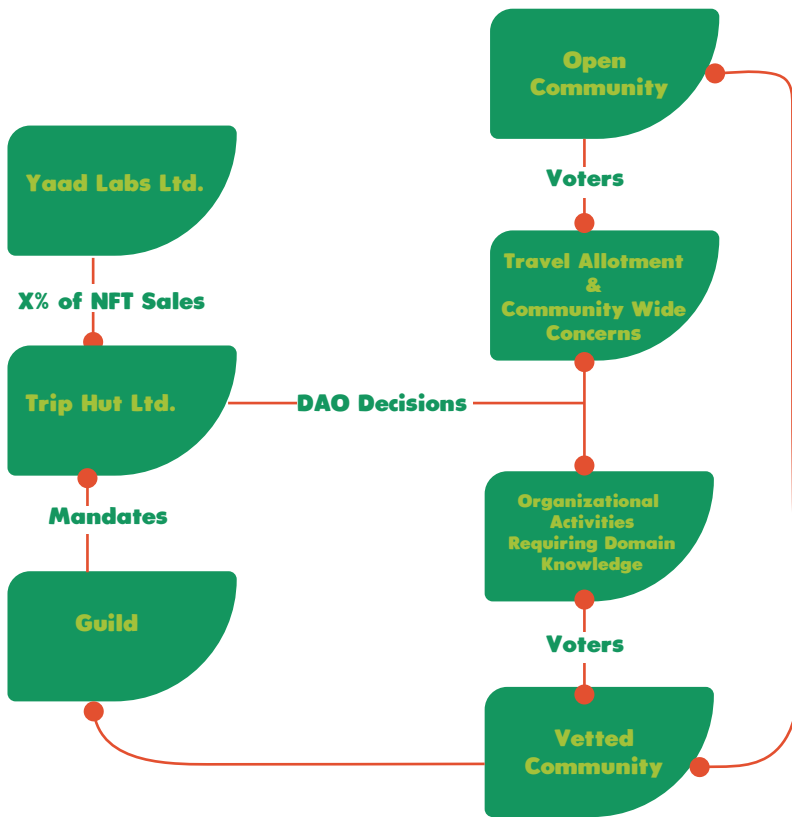 Open
Community
Yaad Labs Ltd.
Voters
Travel Allotment
&
Community Wide
Concerns
X% of NFT Sales
Trip Hut Ltd.
DAO Decisions
Mandates
Organizational
Activities
Requiring Domain
Knowledge
Guild
Voters
Vetted
Community